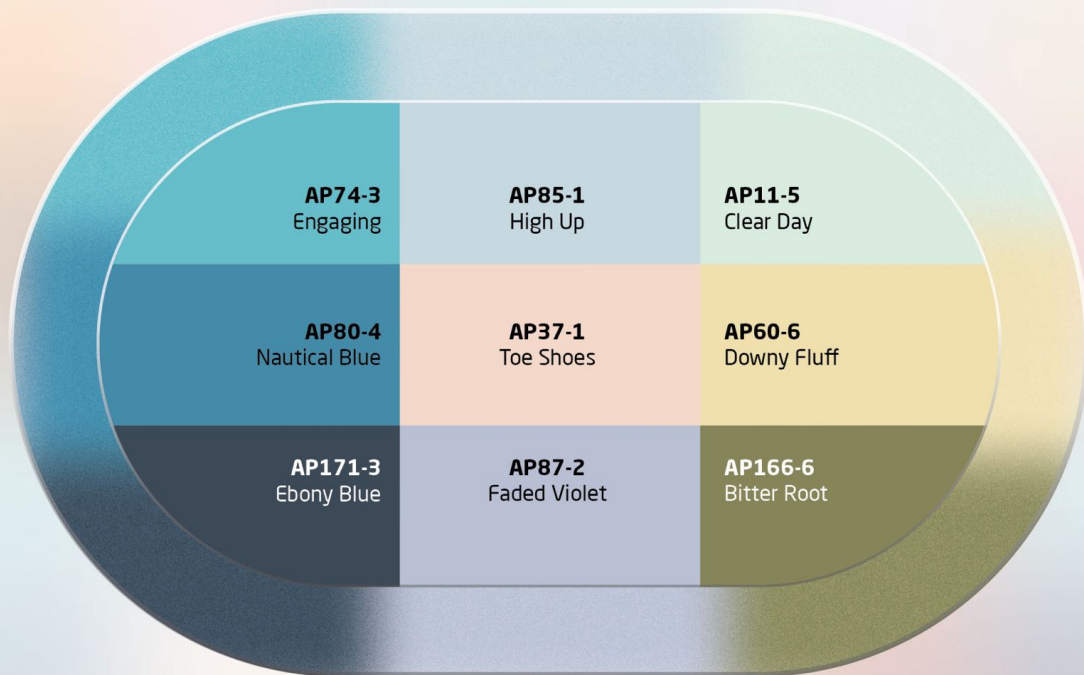 AP74-3
Engaging
AP85-1
High Up
AP11-5
Clear Day
AP80-4
Nautical Blue
AP37-1
Toe Shoes
AP60-6
Downy Fluff
AP171-3
Ebony Blue
AP87-2
Faded Violet
AP166-6
Bitter Root